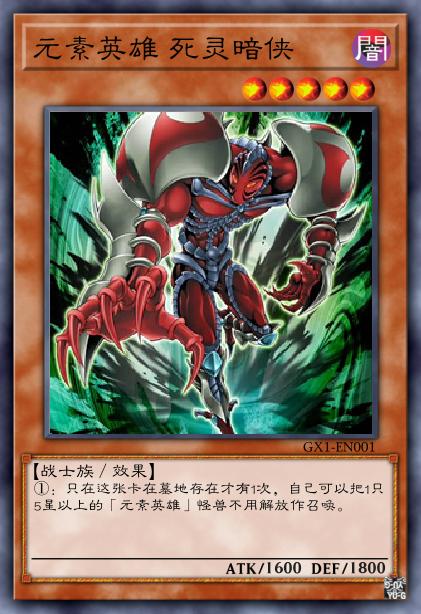 元素英雄 死灵暗侠
闇
GX1-EN001
【战士族／效果】
①：只在这张卡在墓地存在才有1次，自己可以把1只
5星以上的「元素英雄」怪兽不用解放作召唤。
ATK/1600 DEF/1800